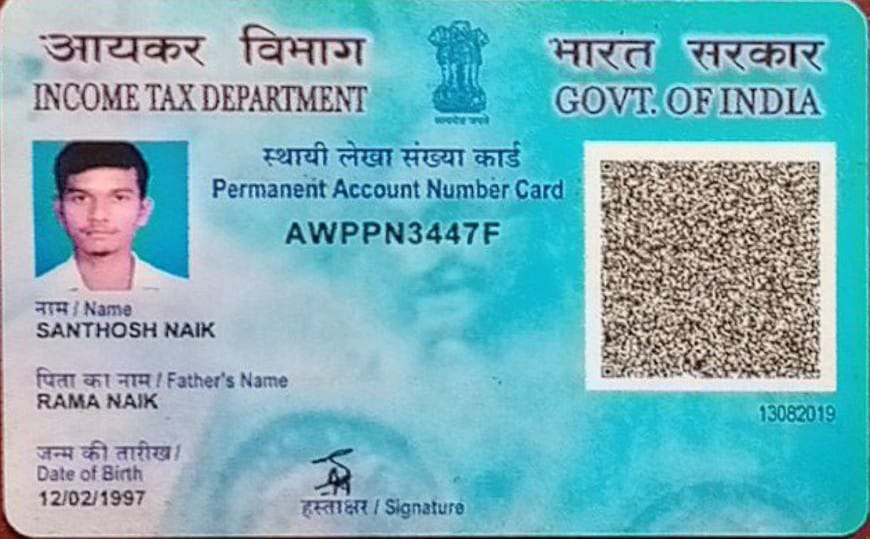 आयकर विभाग
INCOME TAX DEPARTMENT
भारत सरकार
GOVT. OF INDIA
सत्यमेव जयते
स्थायी लेखा संख्या कार्ड
Permanent Account Number Card
AWPPN3447F
नाम / Name
SANTHOSH NAIK
पिता का नाम / Father's Name
RAMA NAIK
13082019
जन्म की तारीख /
Date of Birth
12/02/1997
हस्ताक्षर / Signature